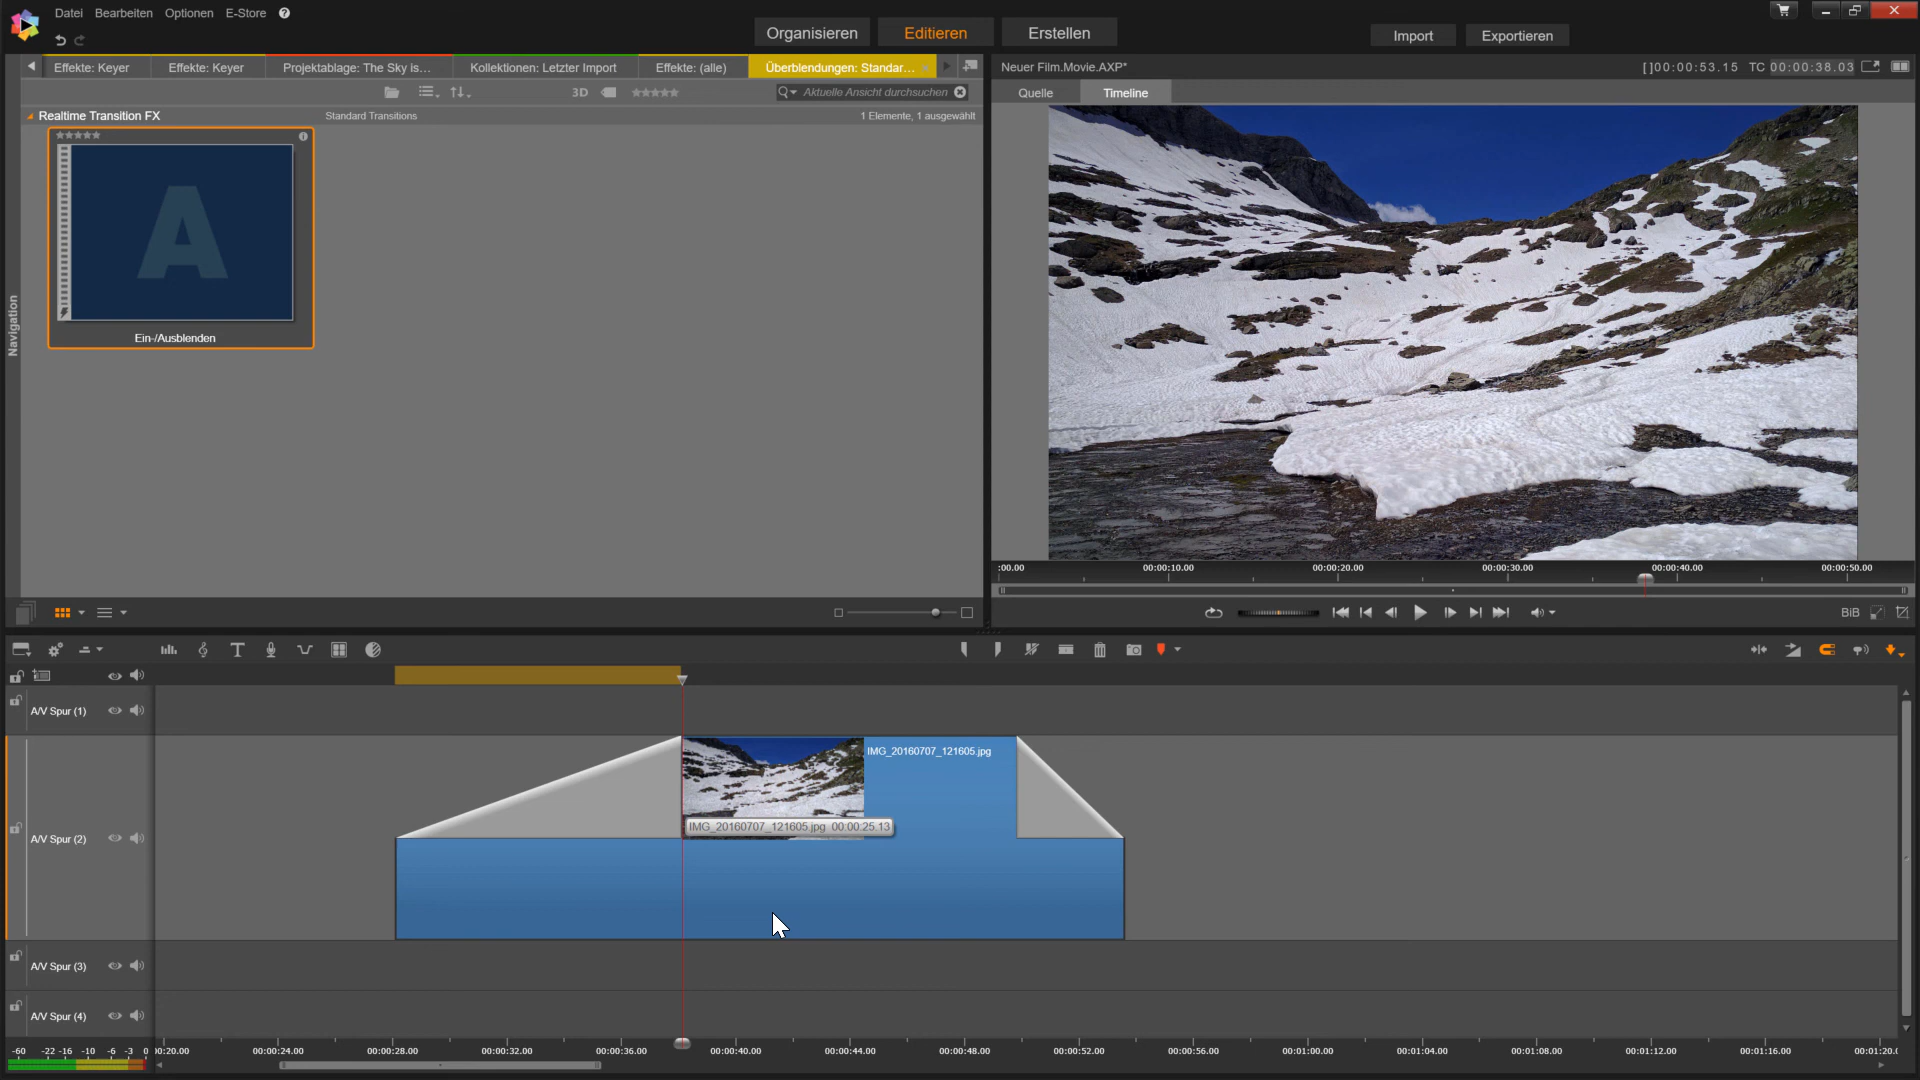 Datei Bearbeiten Optionen E-Store ?
Organisieren Editieren Erstellen
Import Exportieren
Effekte: Keyer Effekte: Keyer Projektablage: The Sky is... Kollektionen: Letzter Import Effekte: (alle) Überblendungen: Standar...
Neuer Film.Movie.AXP* []00:00:53.15 TC 00:00:38.03
3D Aktuelle Ansicht durchsuchen
Quelle Timeline
Realtime Transition FX Standard Transitions 1 Elemente, 1 ausgewählt
A
Ein-/Ausblenden
Navigation
:00.00 00:00:10.00 00:00:20.00 00:00:30.00 00:00:40.00 00:00:50.00
BiB
A/V Spur (1)
IMG_20160707_121605.jpg
IMG_20160707_121605.jpg 00:00:25.13
A/V Spur (2)
A/V Spur (3)
A/V Spur (4)
-60 -22 -16 -10 -6 -3 0
00:20.00 00:00:24.00 00:00:28.00 00:00:32.00 00:00:36.00 00:00:40.00 00:00:44.00 00:00:48.00 00:00:52.00 00:00:56.00 00:01:00.00 00:01:04.00 00:01:08.00 00:01:12.00 00:01:16.00 00:01:20.0